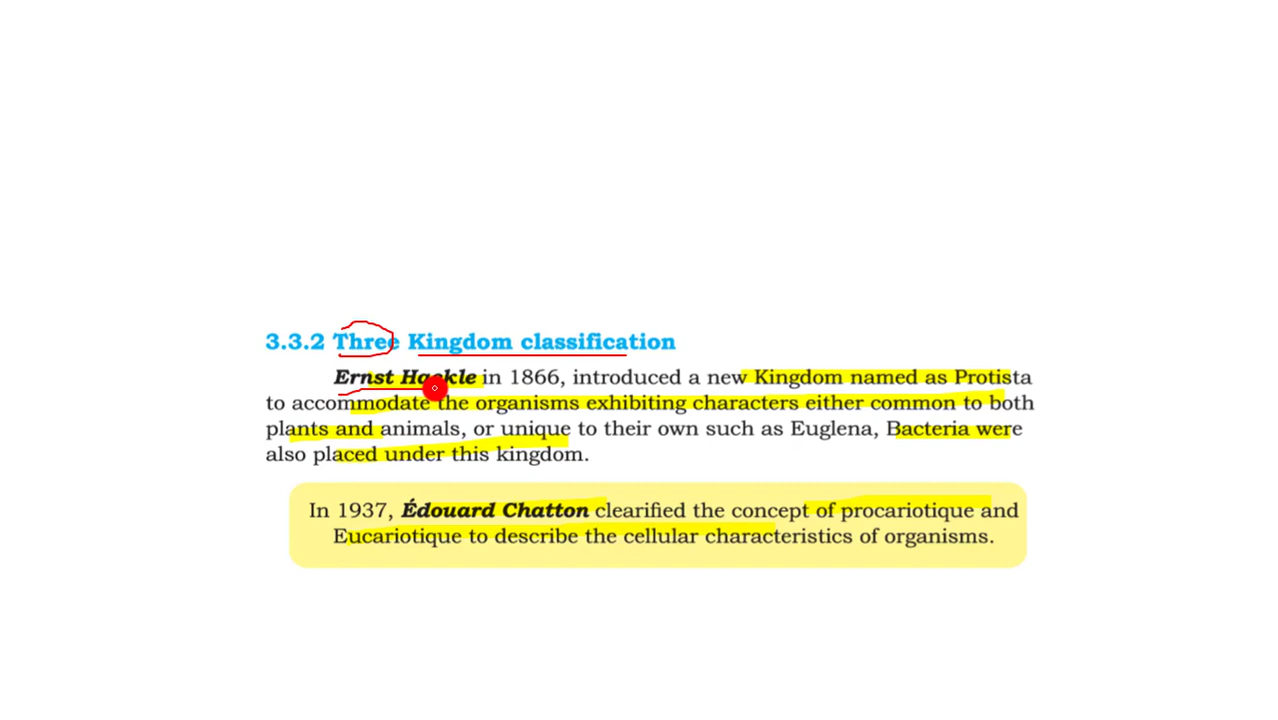 3.3.2 Three Kingdom classification
Ernst Hackle in 1866, introduced a new Kingdom named as Protista
to accommodate the organisms exhibiting characters either common to both
plants and animals, or unique to their own such as Euglena, Bacteria were
also placed under this kingdom.
In 1937, Édouard Chatton clearified the concept of procariotique and
Eucariotique to describe the cellular characteristics of organisms.